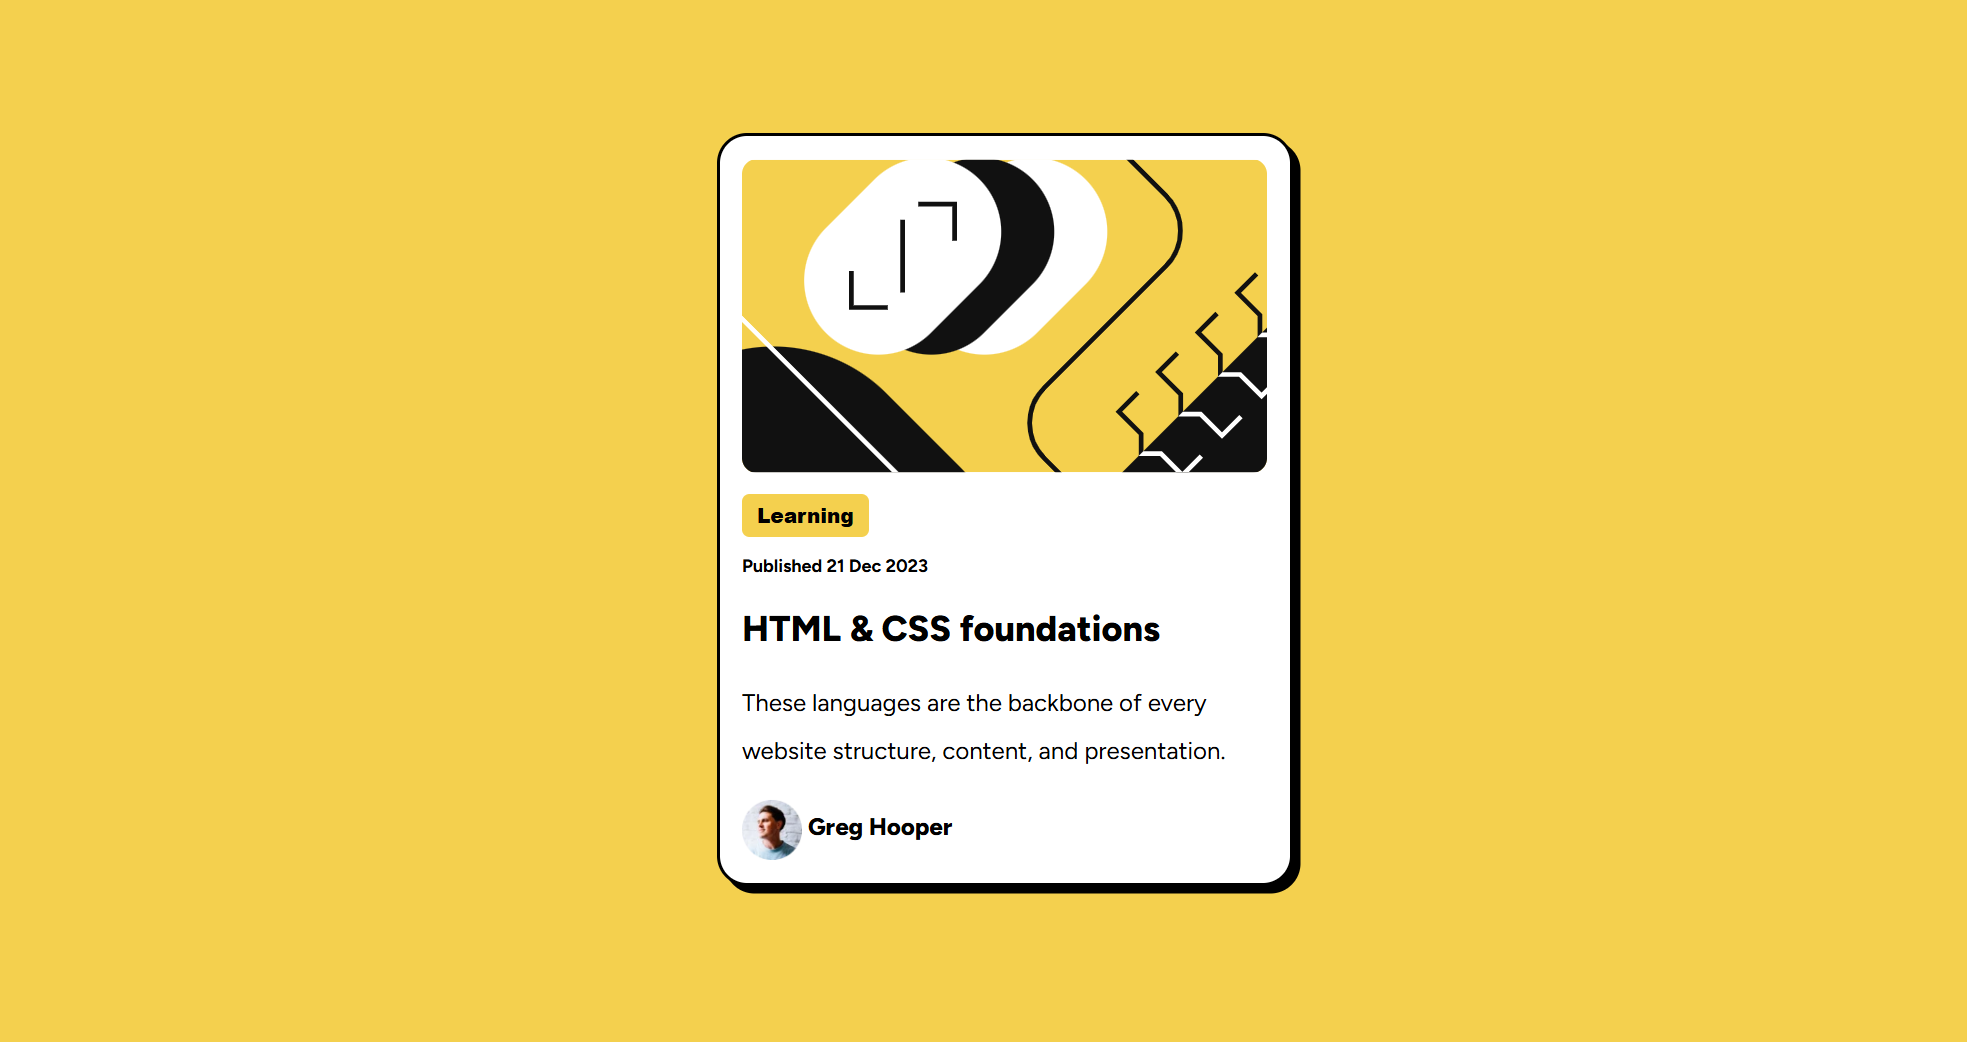 Learning
Published 21 Dec 2023
HTML & CSS foundations
These languages are the backbone of every
website structure, content, and presentation.
Greg Hooper